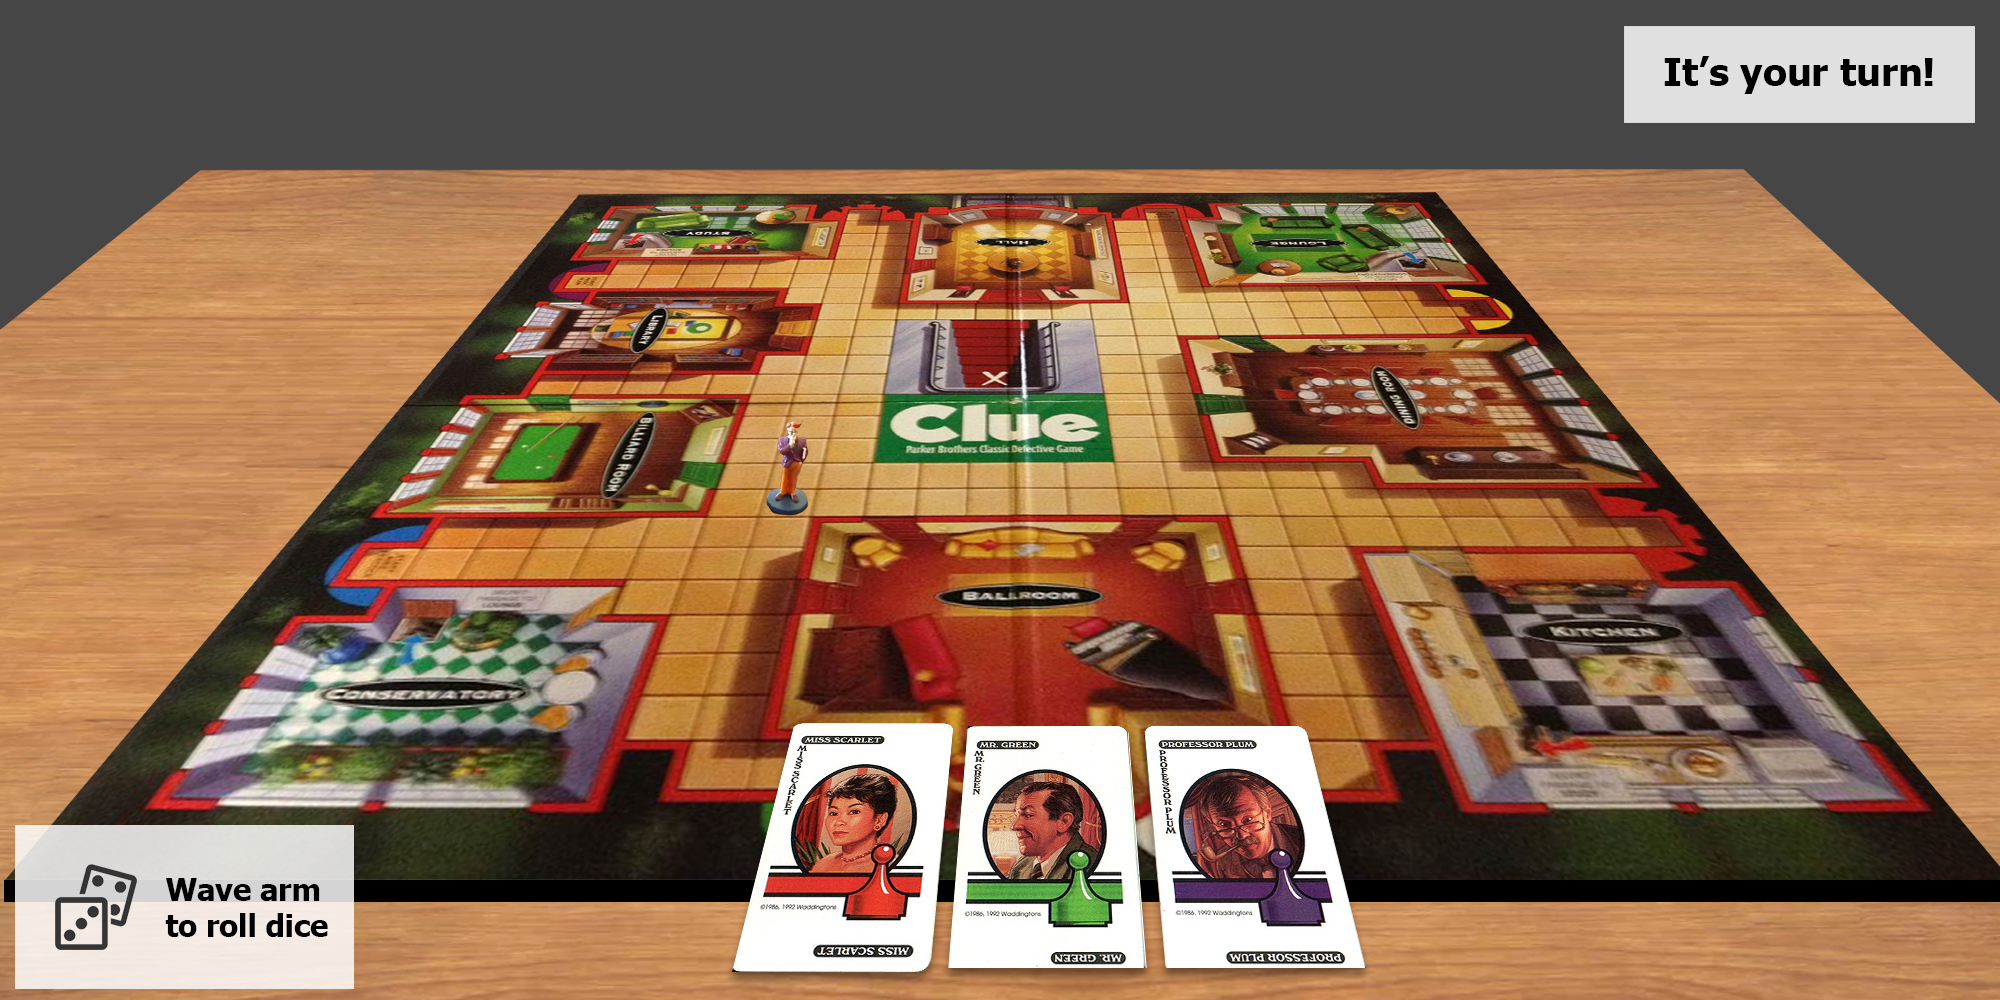 It’s your turn!
STUDY
HALL
LOUNGE
LIBRARY
X
DINING ROOM
Clue
Parker Brothers Classic Detective Game
BILLIARD ROOM
BALLROOM
KITCHEN
CONSERVATORY
MISS SCARLET
MISS SCARLET
©1986, 1992 Waddingtons
MISS SCARLET
MR. GREEN
MR. GREEN
©1986, 1992 Waddingtons
MR. GREEN
PROFESSOR PLUM
PROFESSOR PLUM
©1986, 1992 Waddingtons
PROFESSOR PLUM
Wave arm
to roll dice